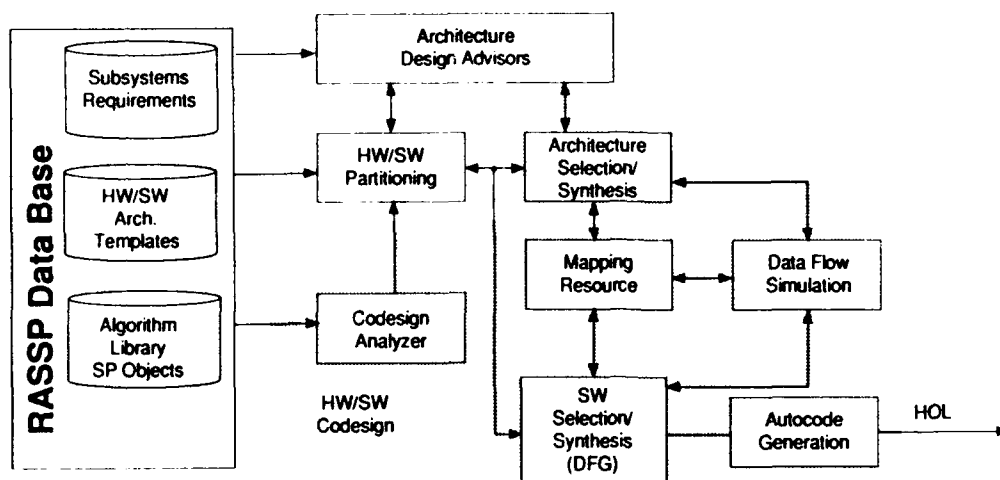 RASSP Data Base
Subsystems
Requirements
HW/SW
Arch.
Templates
Algorithm
Library
SP Objects
Architecture
Design Advisors
HW/SW
Partitioning
Architecture
Selection/
Synthesis
Mapping
Resource
Data Flow
Simulation
Codesign
Analyzer
HW/SW
Codesign
SW
Selection/
Synthesis
(DFG)
Autocode
Generation
HOL